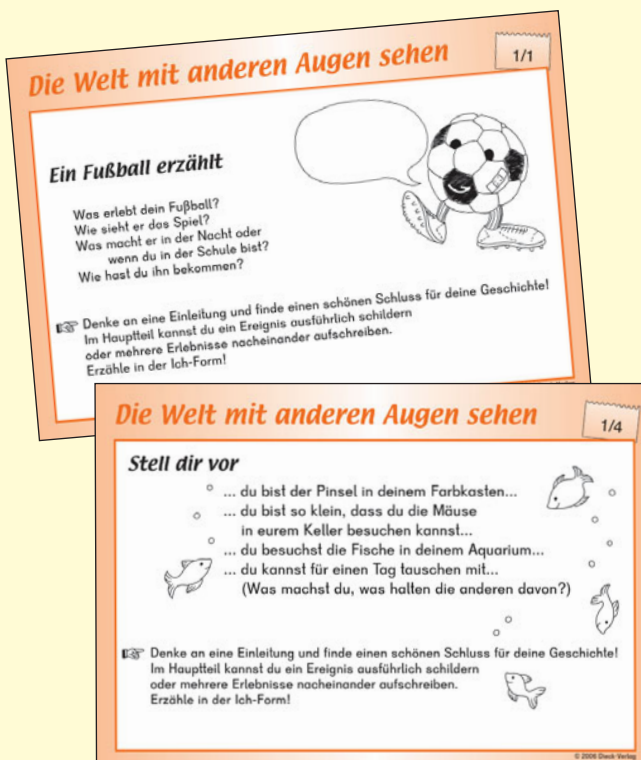 Die Welt mit anderen Augen sehen
1/1
Ein Fußball erzählt
Was erlebt dein Fußball?
Wie sieht er das Spiel?
Was macht er in der Nacht oder
wenn du in der Schule bist?
Wie hast du ihn bekommen?
Denke an eine Einleitung und finde einen schönen Schluss für deine Geschichte!
Im Hauptteil kannst du ein Ereignis ausführlich schildern
oder mehrere Erlebnisse nacheinander aufschreiben.
Erzähle in der Ich-Form!
Die Welt mit anderen Augen sehen
1/4
Stell dir vor
... du bist der Pinsel in deinem Farbkasten...
... du bist so klein, dass du die Mäuse
in eurem Keller besuchen kannst...
... du besuchst die Fische in deinem Aquarium...
... du kannst für einen Tag tauschen mit...
(Was machst du, was halten die anderen davon?)
Denke an eine Einleitung und finde einen schönen Schluss für deine Geschichte!
Im Hauptteil kannst du ein Ereignis ausführlich schildern
oder mehrere Erlebnisse nacheinander aufschreiben.
Erzähle in der Ich-Form!